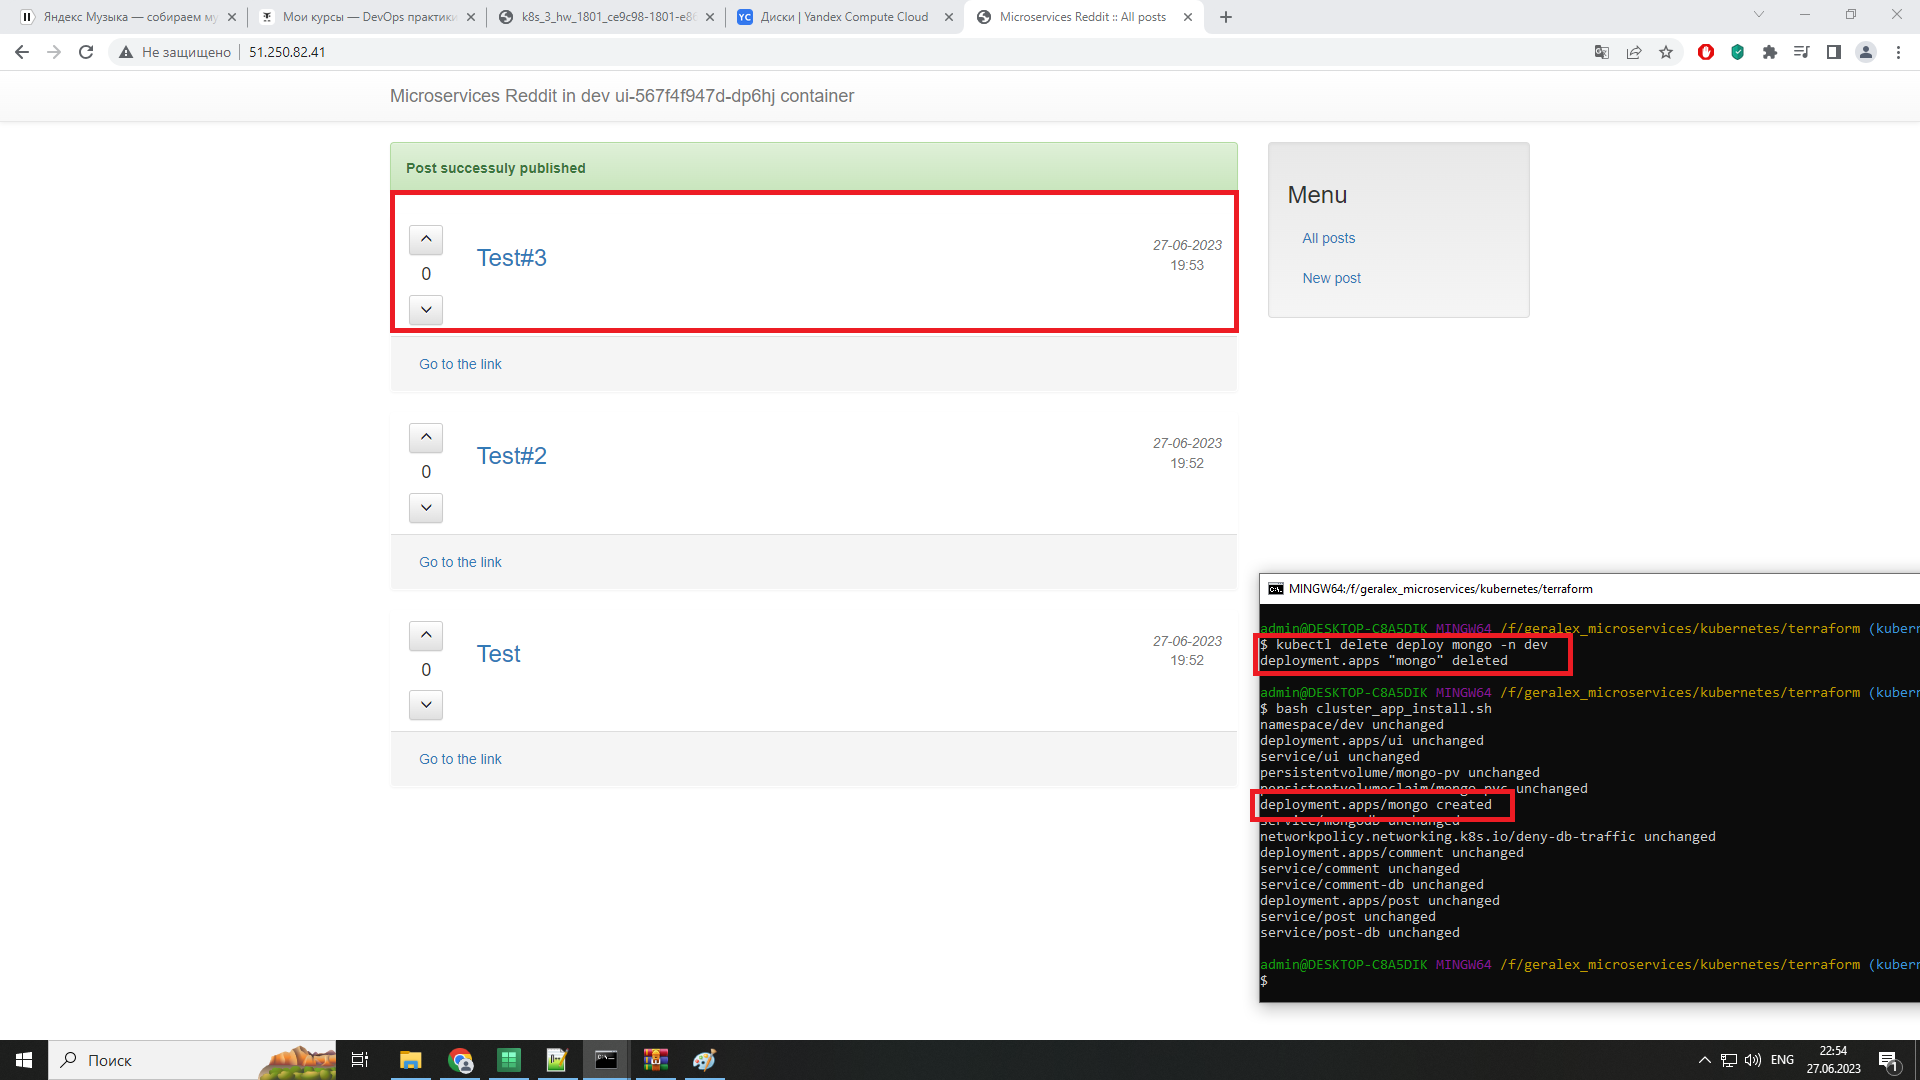 Яндекс Музыка — собираем му
Мои курсы — DevOps практики
k8s_3_hw_1801_ce9c98-1801-e86
YC Диски | Yandex Compute Cloud
Microservices Reddit :: All posts
Не защищено
51.250.82.41
Microservices Reddit in dev ui-567f4f947d-dp6hj container
Post successuly published
Test#3
27-06-2023
19:53
0
Go to the link
Test#2
27-06-2023
19:52
0
Go to the link
Test
27-06-2023
19:52
0
Go to the link
Menu
All posts
New post
MINGW64:/f/geralex_microservices/kubernetes/terraform
admin@DESKTOP-C8A5DIK MINGW64 /f/geralex_microservices/kubernetes/terraform (kubern
$ kubectl delete deploy mongo -n dev
deployment.apps "mongo" deleted
admin@DESKTOP-C8A5DIK MINGW64 /f/geralex_microservices/kubernetes/terraform (kubern
$ bash cluster_app_install.sh
namespace/dev unchanged
deployment.apps/ui unchanged
service/ui unchanged
persistentvolume/mongo-pv unchanged
persistentvolumeclaim/mongo-pvc unchanged
deployment.apps/mongo created
service/mongodb unchanged
networkpolicy.networking.k8s.io/deny-db-traffic unchanged
deployment.apps/comment unchanged
service/comment unchanged
service/comment-db unchanged
deployment.apps/post unchanged
service/post unchanged
service/post-db unchanged
admin@DESKTOP-C8A5DIK MINGW64 /f/geralex_microservices/kubernetes/terraform (kubern
$
Поиск
ENG
22:54
27.06.2023
1